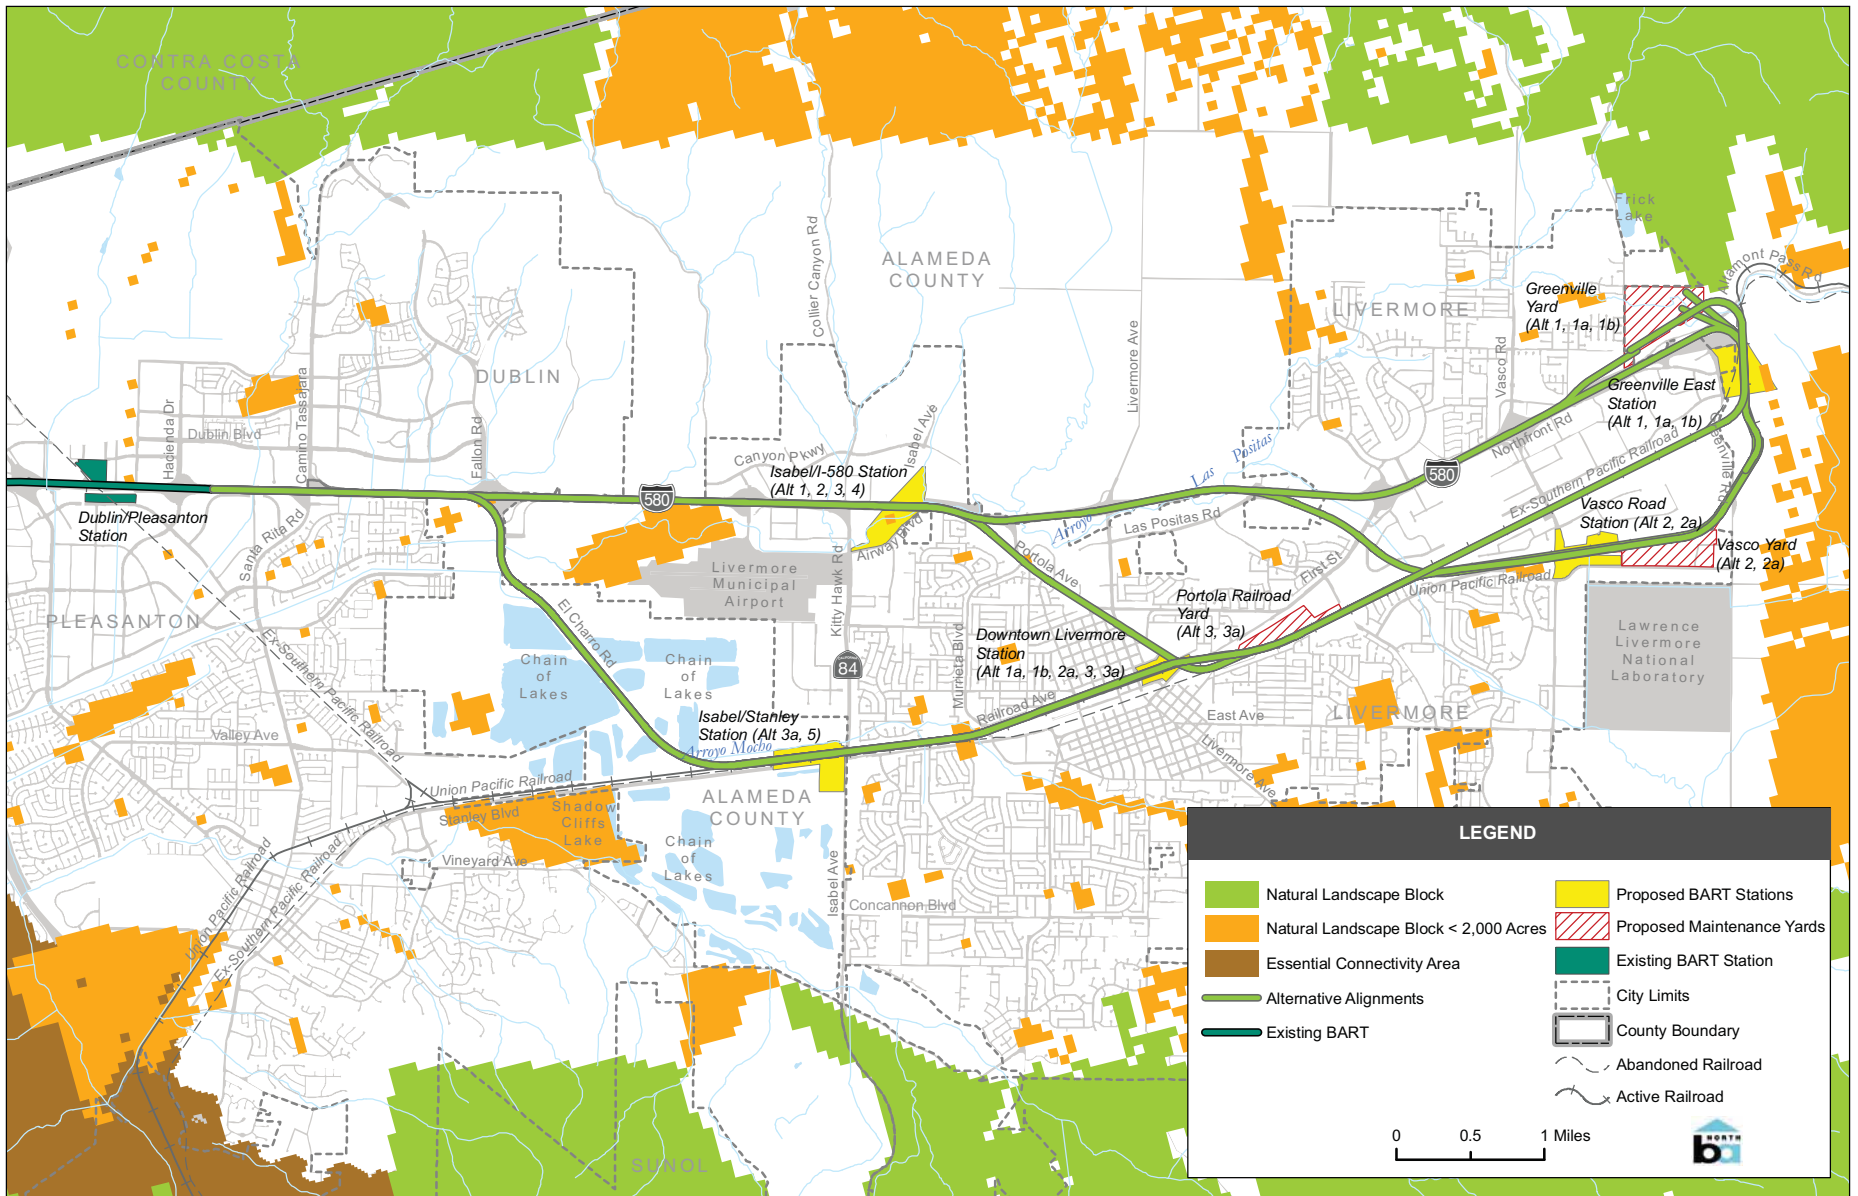 CONTRA COSTA
COUNTY
ALAMEDA
COUNTY
Collier Canyon Rd
Frick
Lake
Altamont Pass Rd
LIVERMORE
Greenville
Yard
(Alt 1, 1a, 1b)
Livermore Ave
Vasco Rd
DUBLIN
Camino Tassajara
Hacienda Dr
Dublin Blvd
Fallon Rd
Isabel Ave
Canyon Pkwy
Greenville East
Station
(Alt 1, 1a, 1b)
Greenville Rd
Northfront Rd
Ex-Southern Pacific Railroad
Isabel/I-580 Station
(Alt 1, 2, 3, 4)
580
580
Arroyo Las Positas
Las Positas Rd
Dublin/Pleasanton
Station
Santa Rita Rd
Airway Blvd
Portola Ave
First St
Vasco Road
Station (Alt 2, 2a)
Vasco Yard
(Alt 2, 2a)
Union Pacific Railroad
Livermore
Municipal
Airport
Kitty Hawk Rd
El Charro Rd
PLEASANTON
Ex-Southern Pacific Railroad
Portola Railroad
Yard
(Alt 3, 3a)
Downtown Livermore
Station
(Alt 1a, 1b, 2a, 3, 3a)
Murrieta Blvd
Lawrence
Livermore
National
Laboratory
Chain
of
Lakes
Chain
of
Lakes
84
Railroad Ave
East Ave
LIVERMORE
Livermore Ave
Isabel/Stanley
Station (Alt 3a, 5)
Arroyo Mocho
Valley Ave
Union Pacific Railroad
Stanley Blvd
Shadow
Cliffs
Lake
ALAMEDA
COUNTY
Chain
of
Lakes
Vineyard Ave
Isabel Ave
Concannon Blvd
Union Pacific Railroad
Ex-Southern Pacific Railroad
SUNOL
LEGEND
Natural Landscape Block
Natural Landscape Block < 2,000 Acres
Essential Connectivity Area
Alternative Alignments
Existing BART
Proposed BART Stations
Proposed Maintenance Yards
Existing BART Station
City Limits
County Boundary
Abandoned Railroad
Active Railroad
0 0.5 1 Miles
NORTH
ba